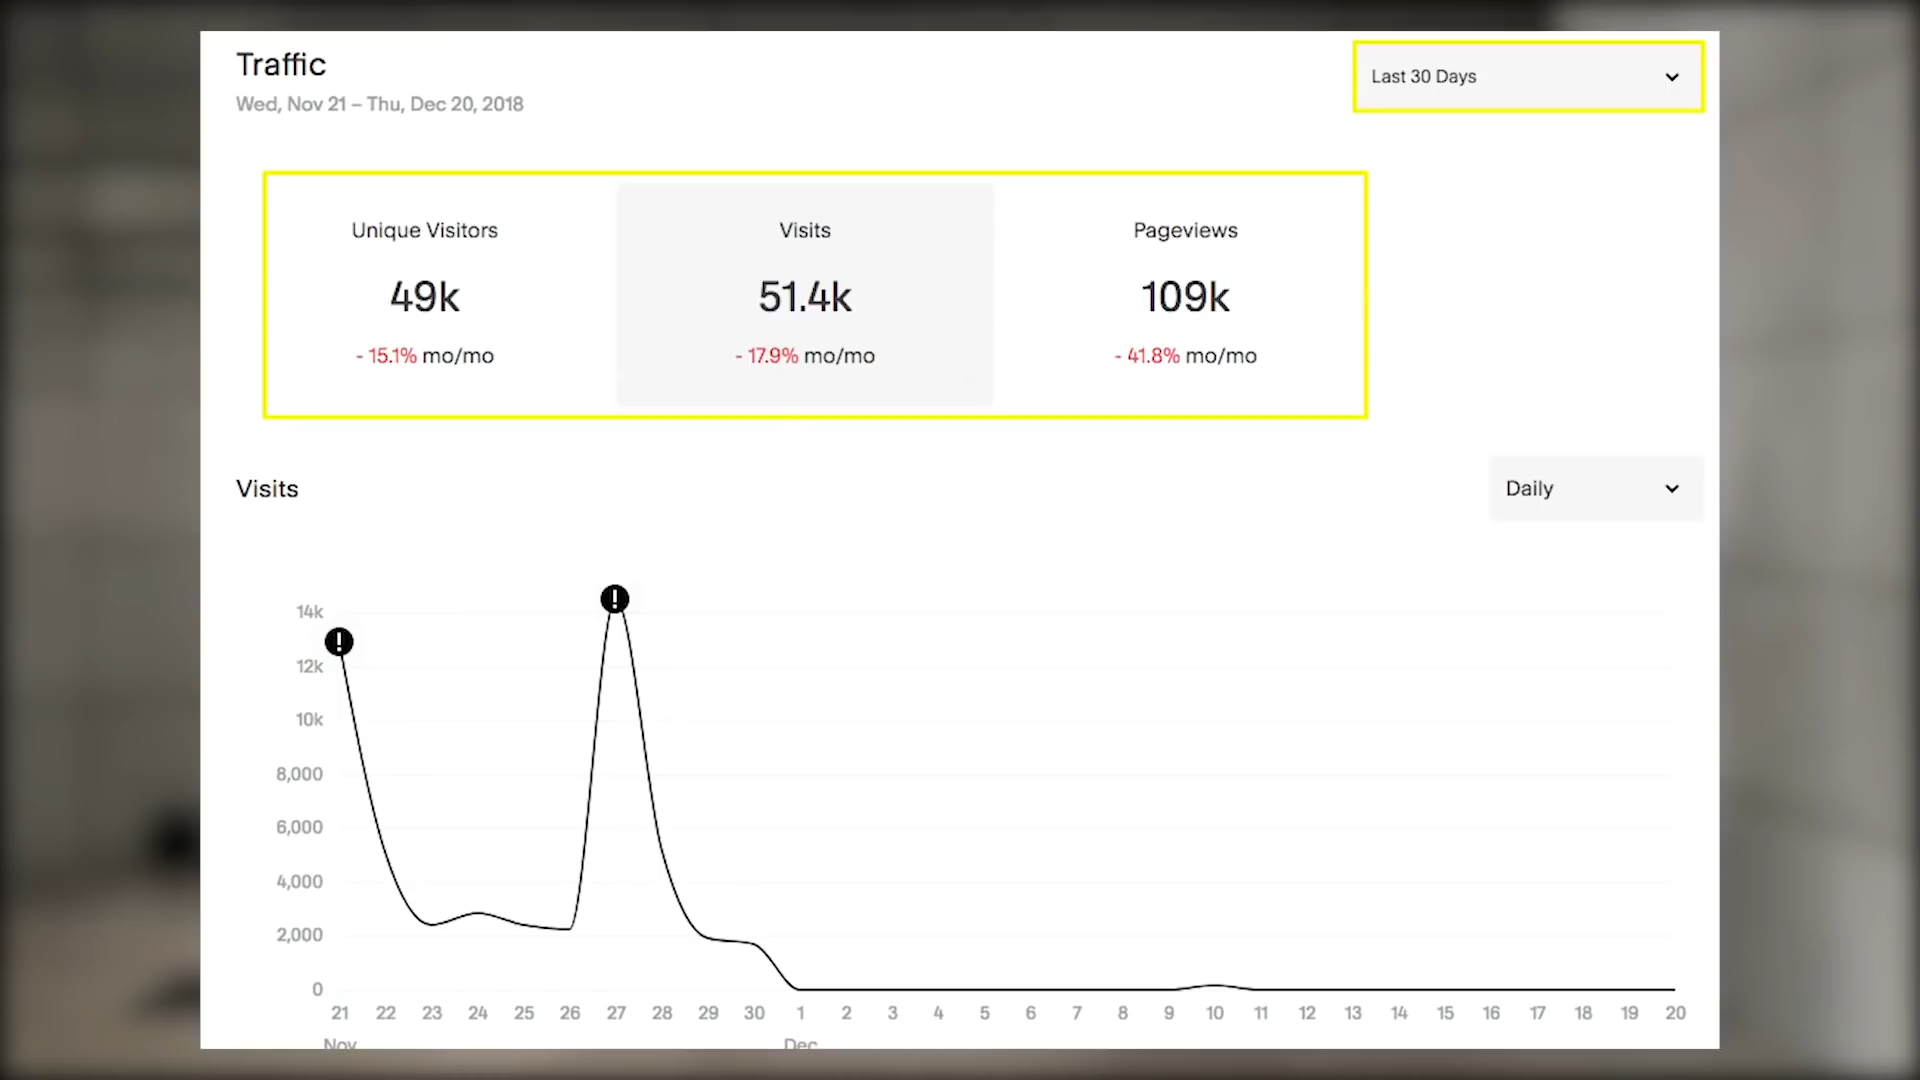 Traffic
Last 30 Days
Wed, Nov 21 – Thu, Dec 20, 2018
Unique Visitors
Visits
Pageviews
49k
51.4k
109k
- 15.1% mo/mo
- 17.9% mo/mo
- 41.8% mo/mo
Visits
Daily
14k
12k
10k
8,000
6,000
4,000
2,000
0
21 22 23 24 25 26 27 28 29 30 1 2 3 4 5 6 7 8 9 10 11 12 13 14 15 16 17 18 19 20
Nov Dec